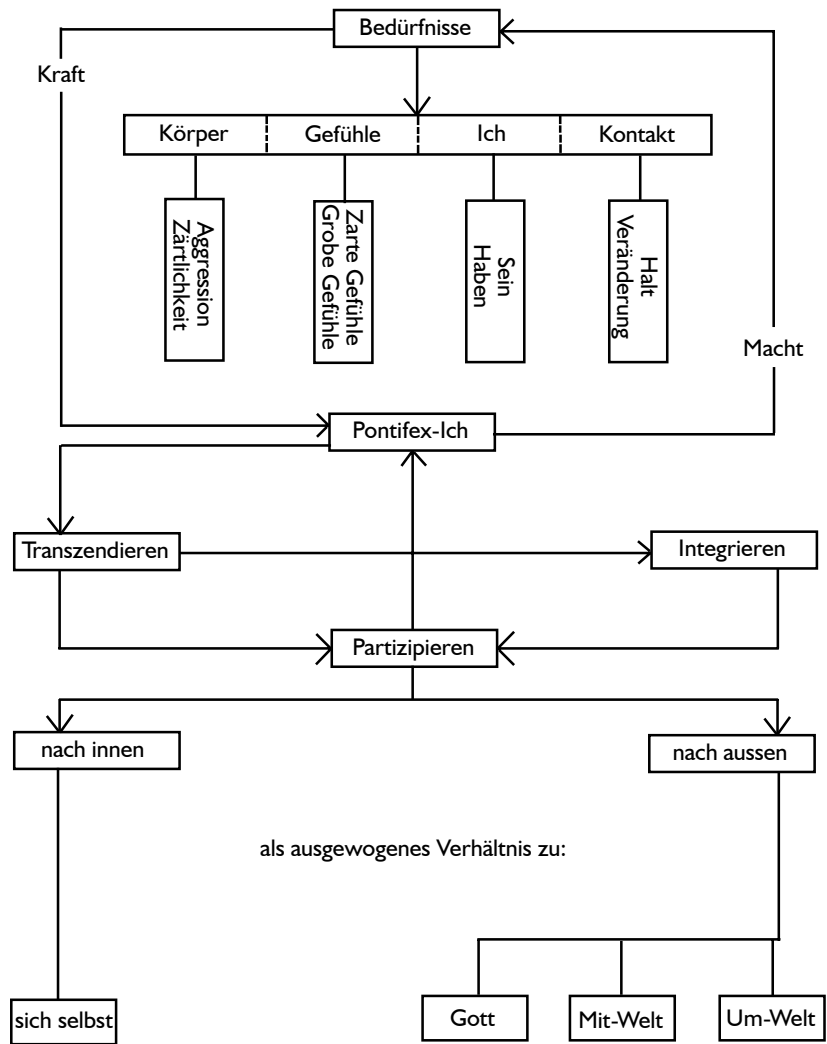 Bedürfnisse
Kraft
Körper
Gefühle
Ich
Kontakt
Aggression
Zärtlichkeit
Zarte Gefühle
Grobe Gefühle
Sein
Haben
Halt
Veränderung
Macht
Pontifex-Ich
Transzendieren
Integrieren
Partizipieren
nach innen
nach aussen
als ausgewogenes Verhältnis zu:
sich selbst
Gott
Mit-Welt
Um-Welt